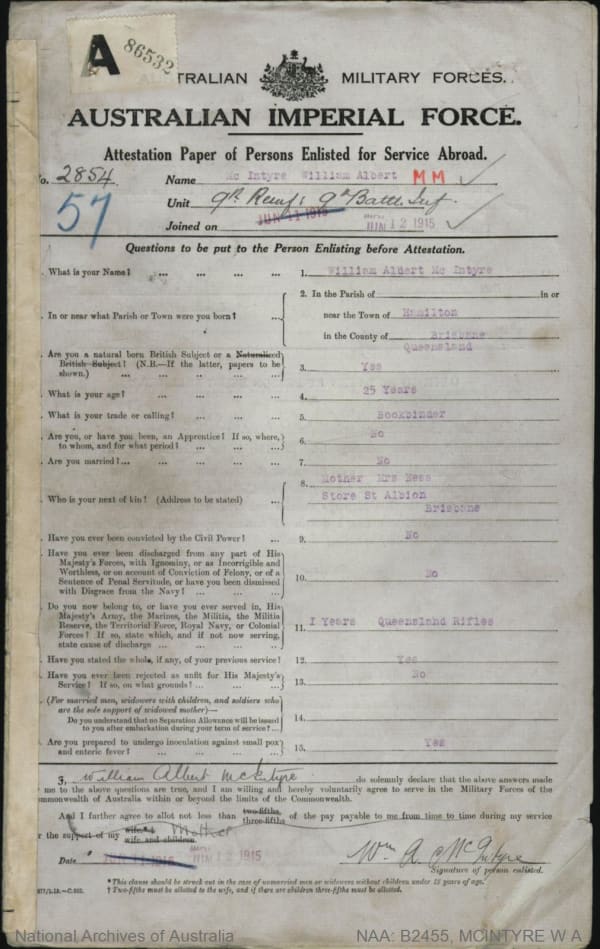 A 86532
AUSTRALIAN MILITARY FORCES.
AUSTRALIAN IMPERIAL FORCE.
Attestation Paper of Persons Enlisted for Service Abroad.
No. 2854 Name Mc Intyre William Albert MM
57 Unit 9th Reinf: 9th Battl Inf.
JUN 11 1915
Joined on JUN 12 1915
Questions to be put to the Person Enlisting before Attestation.
. What is your Name? ... ... ... ... 1. William Albert Mc Intyre
. In or near what Parish or Town were you born? ... 2. In the Parish of in or
near the Town of Hamilton
in the County of Brisbane
Queensland
. Are you a natural born British Subject or a Naturalized
British Subject? (N.B.—If the latter, papers to be
shown.) ... ... ... ... 3. Yes
. What is your age? ... ... ... ... 4. 25 Years
. What is your trade or calling? ... ... ... 5. Bookbinder
. Are you, or have you been, an Apprentice? If so, where,
to whom, and for what period? ... ... ... 6. No
. Are you married?... ... ... ... ... 7. No
. Who is your next of kin? (Address to be stated) ... 8. Mother Mrs Ness
Store St Albion
Brisbane
. Have you ever been convicted by the Civil Power? ... 9. No
. Have you ever been discharged from any part of His
Majesty's Forces, with Ignominy, or as Incorrigible and
Worthless, or on account of Conviction of Felony, or of a
Sentence of Penal Servitude, or have you been dismissed
with Disgrace from the Navy? ... ... ... 10. No
. Do you now belong to, or have you ever served in, His
Majesty's Army, the Marines, the Militia, the Militia
Reserve, the Territorial Force, Royal Navy, or Colonial
Forces? If so, state which, and if not now serving,
state cause of discharge ... ... ... ... 11. I Years Queensland Rifles
. Have you stated the whole, if any, of your previous service? 12. Yes
. Have you ever been rejected as unfit for His Majesty's
Service? If so, on what grounds? ... ... ... 13. No
. (For married men, widowers with children, and soldiers who
are the sole support of widowed mother)—
Do you understand that no Separation Allowance will be issued
to you after embarkation during your term of service? ... 14.
. Are you prepared to undergo inoculation against small pox
and enteric fever? ... ... ... ... 15. Yes
I, William Albert McIntyre do solemnly declare that the above answers made
me to the above questions are true, and I am willing and hereby voluntarily agree to serve in the Military Forces of the
mmonwealth of Australia within or beyond the limits of the Commonwealth.
And I further agree to allot not less than two-fifths three-fifths of the pay payable to me from time to time during my service
r the support of my wife wife and children Mother
Date JUN 11 1915 JUN 12 1915 Wm A McIntyre
Signature of person enlisted.
*This clause should be struck out in the case of unmarried men or widowers without children under 18 years of age.
† Two-fifths must be allotted to the wife, and if there are children three-fifths must be allotted.
National Archives of Australia NAA: B2455, MCINTYRE W A